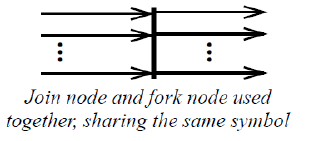 Join node and fork node used
together, sharing the same symbol